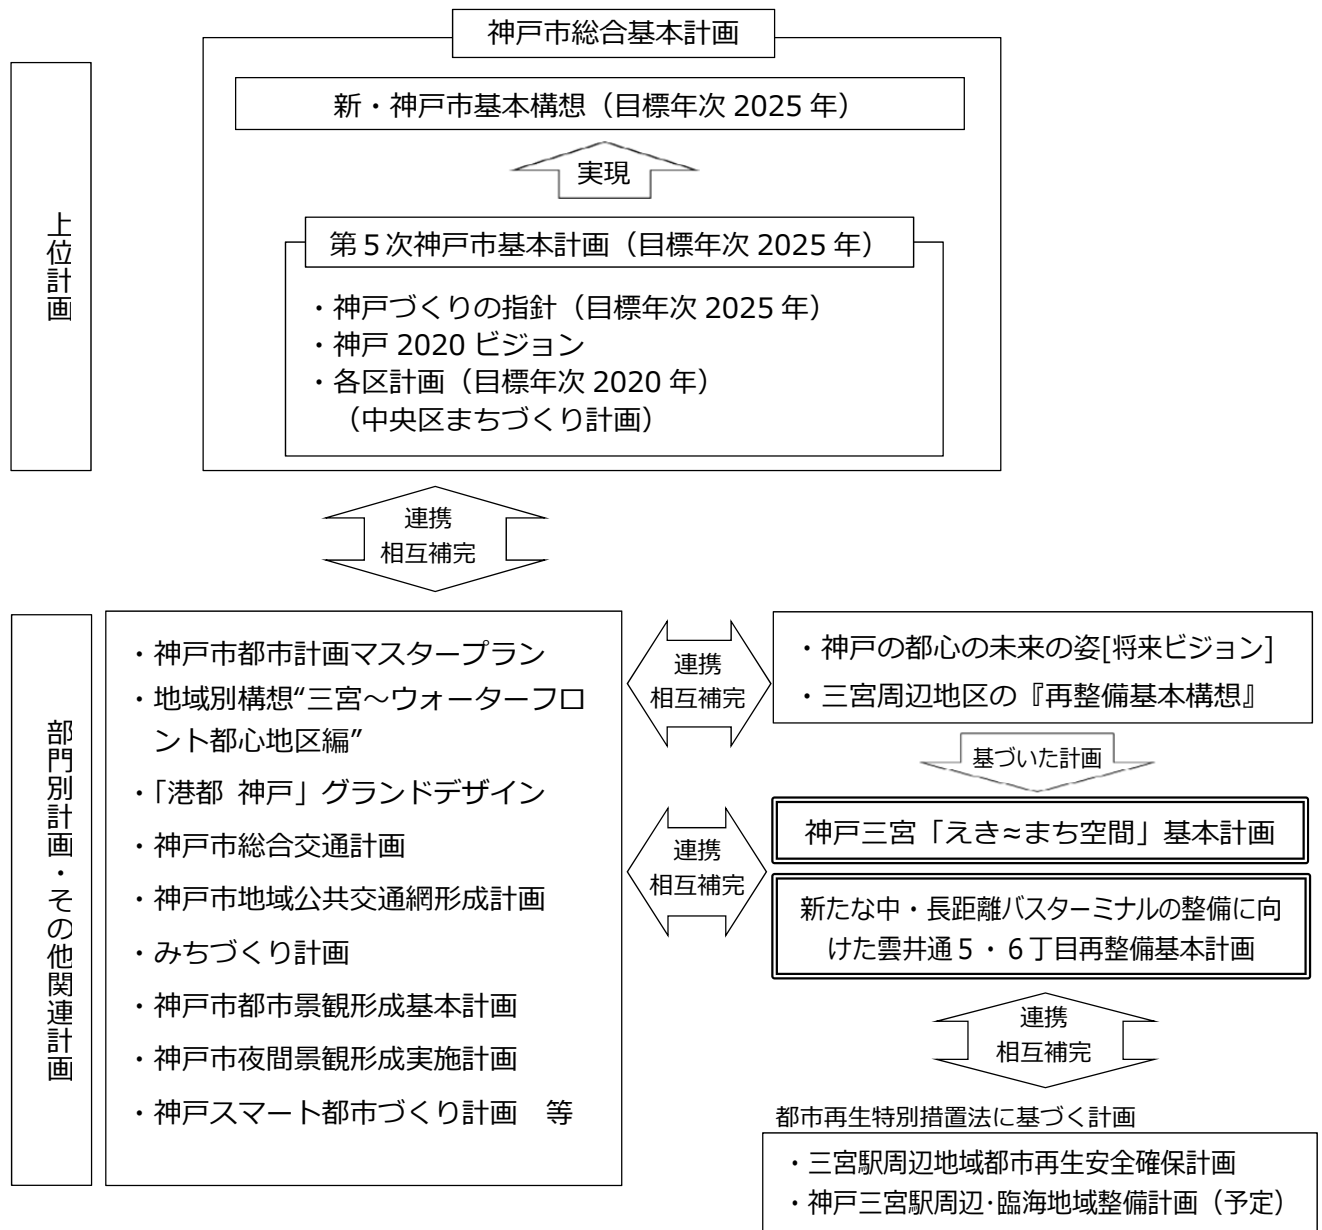 神戸市総合基本計画
上位計画
新・神戸市基本構想（目標年次 2025 年）
実現
第５次神戸市基本計画（目標年次 2025 年）
・神戸づくりの指針（目標年次 2025 年）
・神戸 2020 ビジョン
・各区計画（目標年次 2020 年）
（中央区まちづくり計画）
連携
相互補完
部門別計画・その他関連計画
・神戸市都市計画マスタープラン
・地域別構想“三宮～ウォーターフロ
ント都心地区編”
・「港都 神戸」グランドデザイン
・神戸市総合交通計画
・神戸市地域公共交通網形成計画
・みちづくり計画
・神戸市都市景観形成基本計画
・神戸市夜間景観形成実施計画
・神戸スマート都市づくり計画　等
連携
相互補完
・神戸の都心の未来の姿[将来ビジョン]
・三宮周辺地区の『再整備基本構想』
基づいた計画
連携
相互補完
神戸三宮「えき≈まち空間」基本計画
新たな中・長距離バスターミナルの整備に向
けた雲井通５・６丁目再整備基本計画
連携
相互補完
都市再生特別措置法に基づく計画
・三宮駅周辺地域都市再生安全確保計画
・神戸三宮駅周辺･臨海地域整備計画（予定）